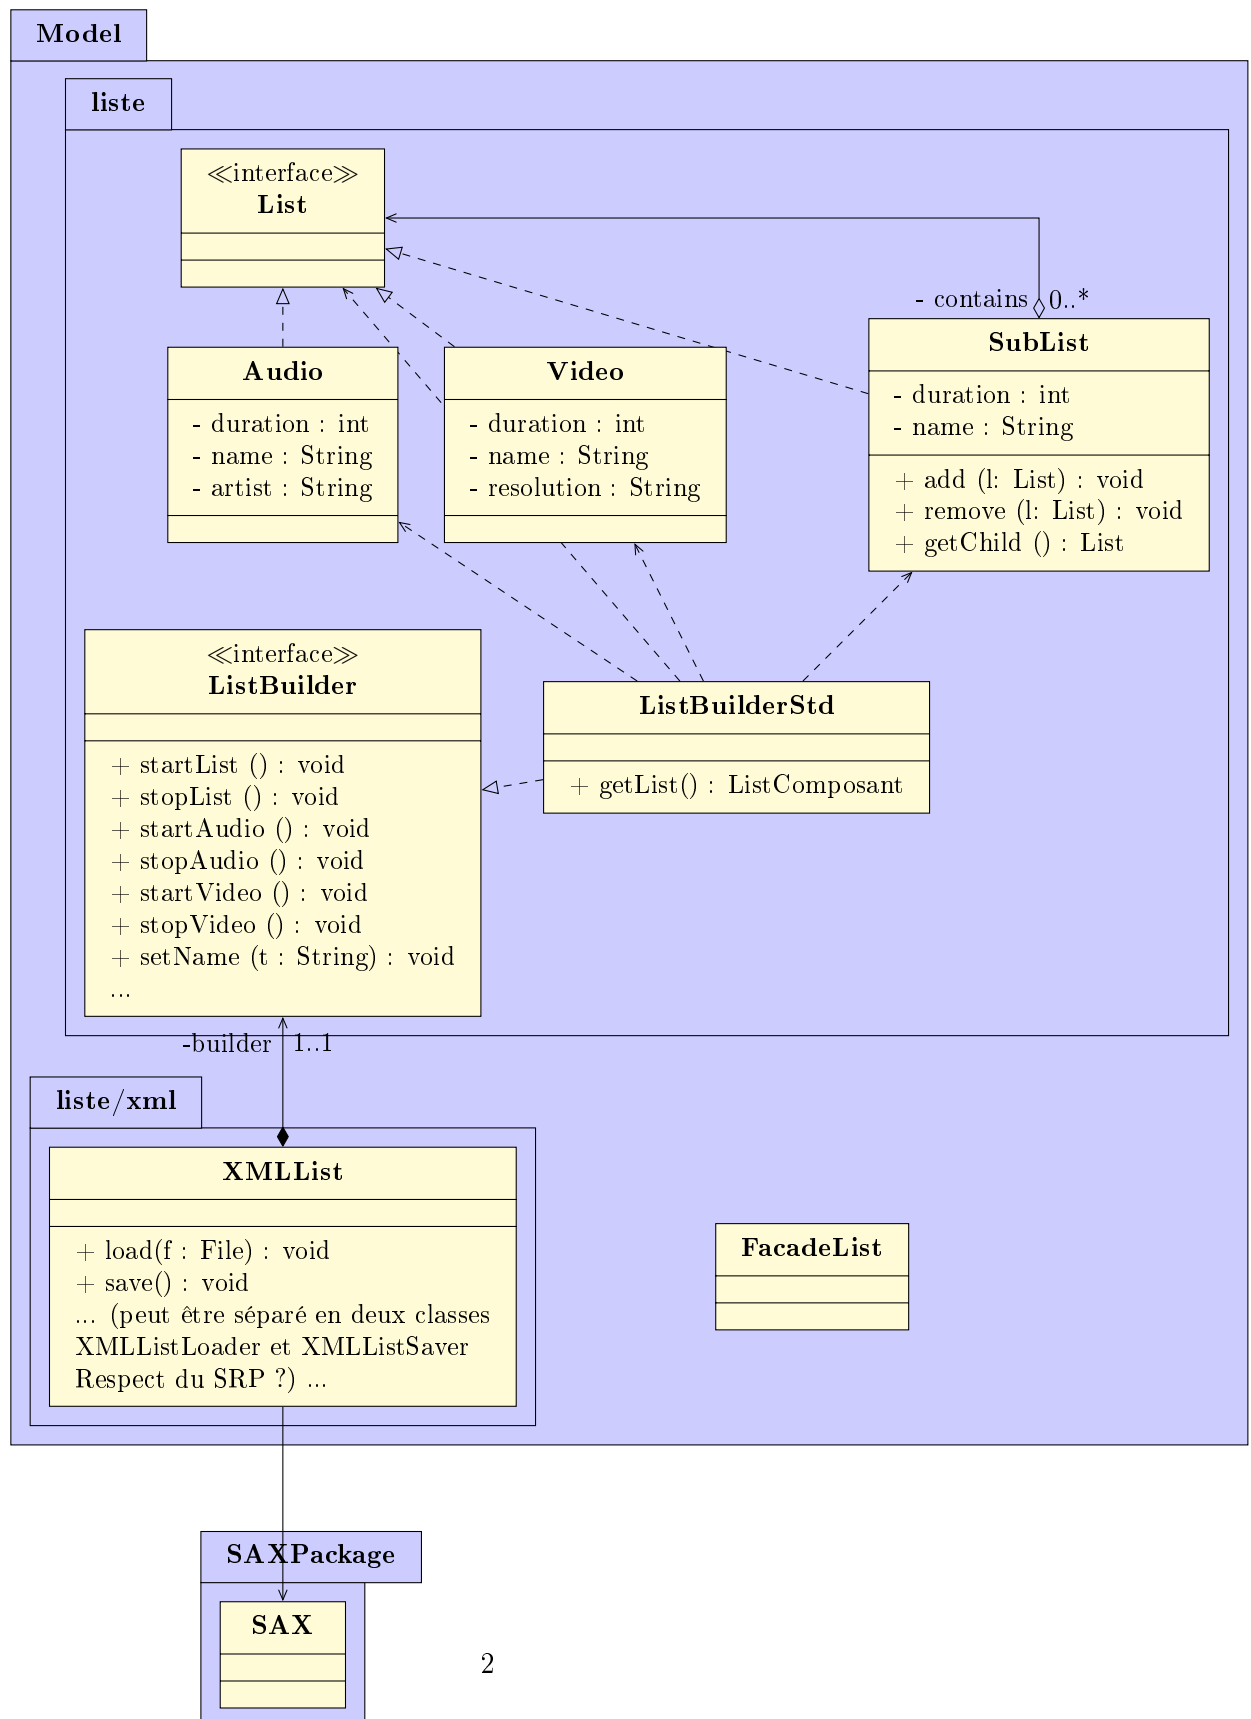 Model
liste
≪interface≫
List
- contains 0..*
Audio
- duration : int
- name : String
- artist : String
Video
- duration : int
- name : String
- resolution : String
SubList
- duration : int
- name : String
+ add (l: List) : void
+ remove (l: List) : void
+ getChild () : List
≪interface≫
ListBuilder
+ startList () : void
+ stopList () : void
+ startAudio () : void
+ stopAudio () : void
+ startVideo () : void
+ stopVideo () : void
+ setName (t : String) : void
...
ListBuilderStd
+ getList() : ListComposant
-builder 1..1
liste/xml
XMLList
+ load(f : File) : void
+ save() : void
... (peut être séparé en deux classes
XMLListLoader et XMLListSaver
Respect du SRP ?) ...
FacadeList
SAXPackage
SAX
2